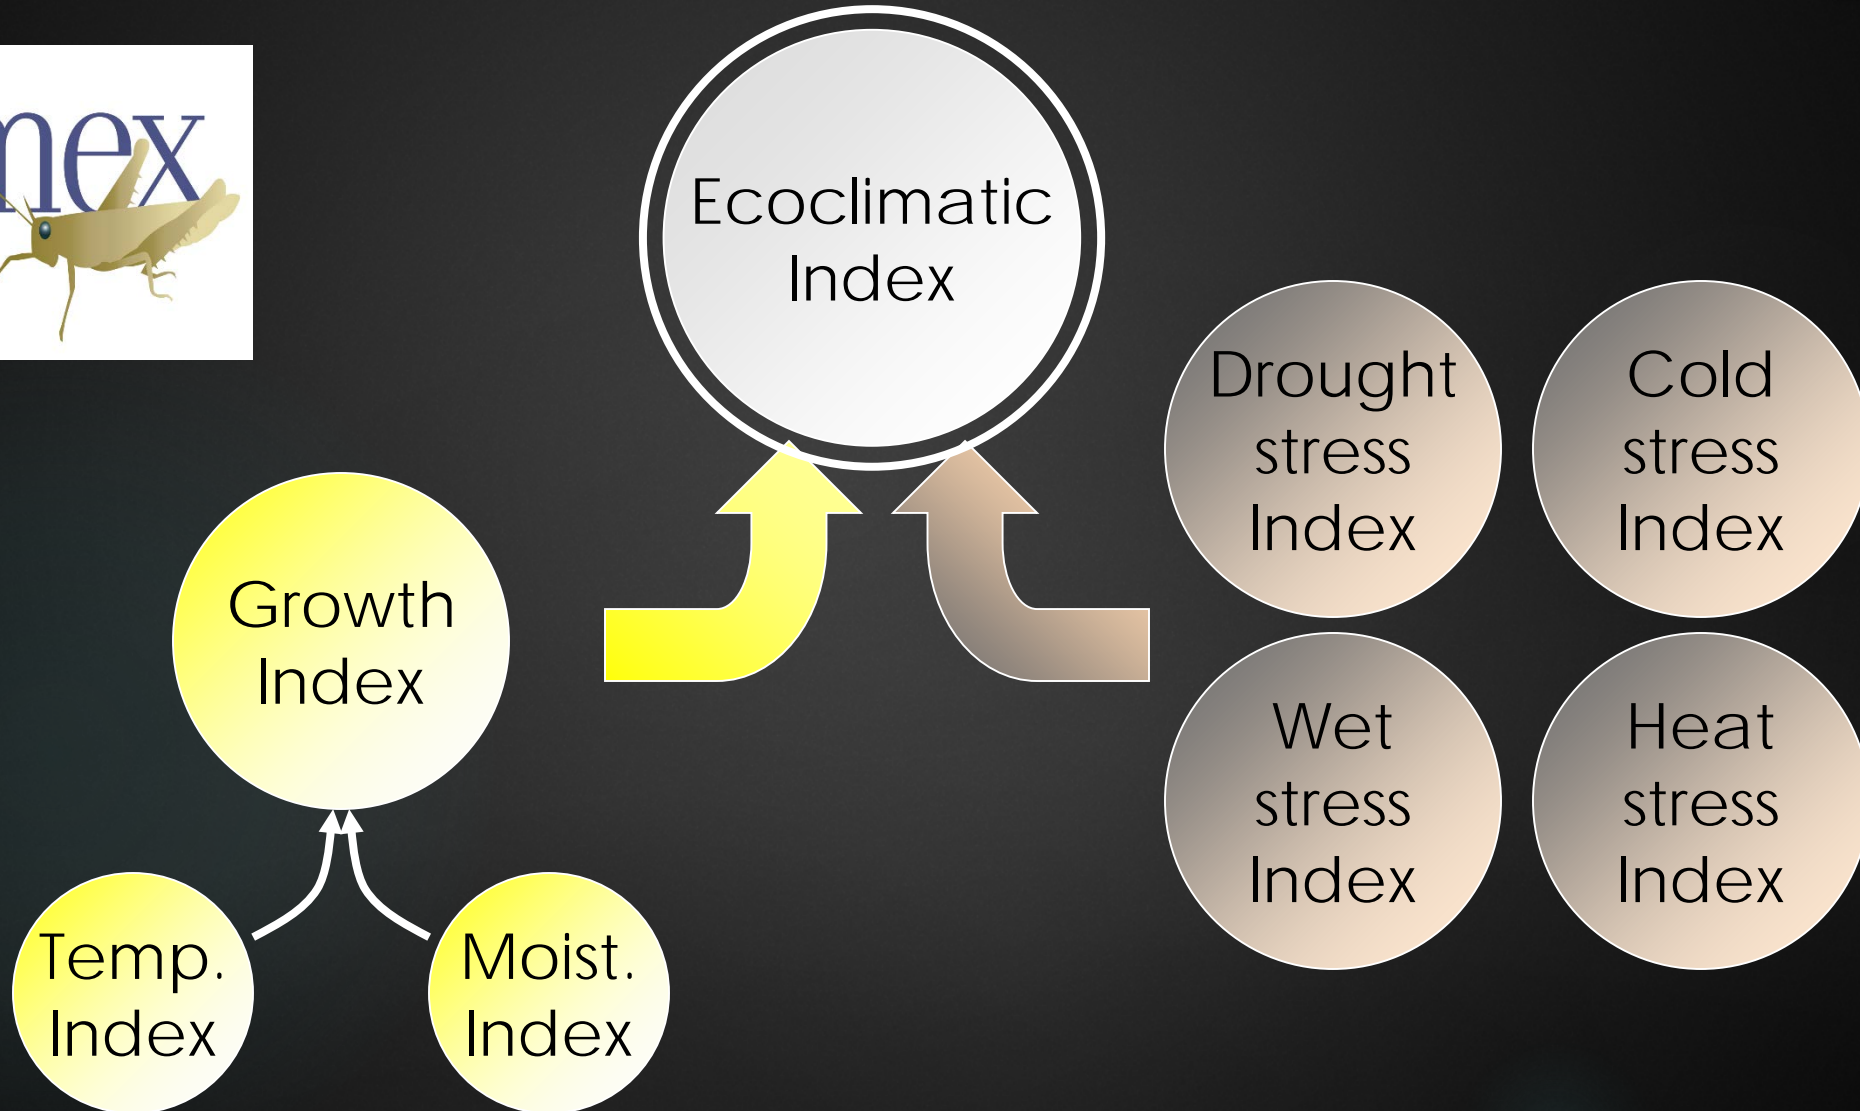 mex
Ecoclimatic
Index
Drought
stress
Index
Cold
stress
Index
Growth
Index
Wet
stress
Index
Heat
stress
Index
Temp.
Index
Moist.
Index